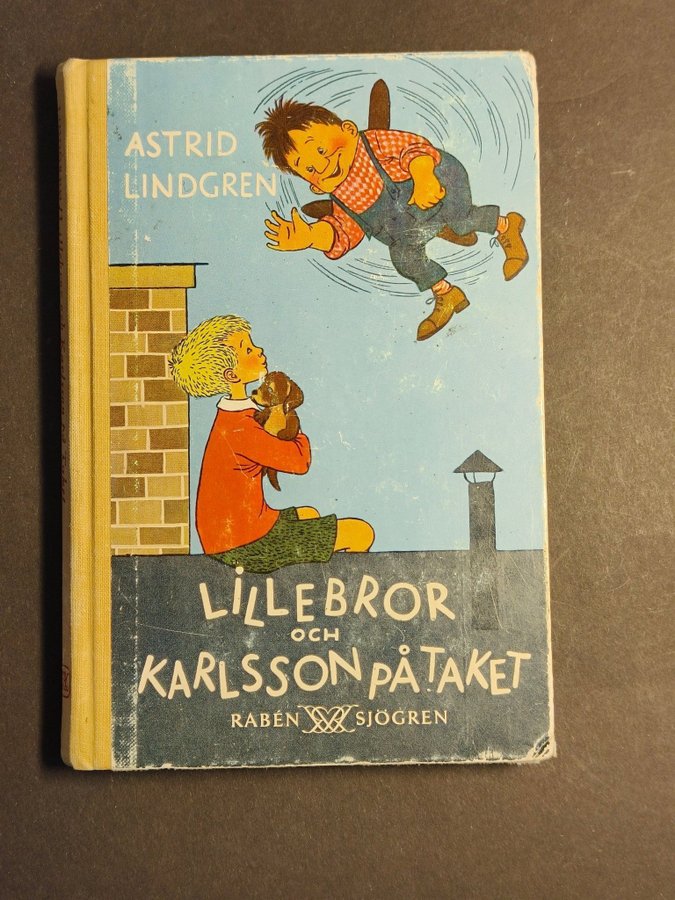 ASTRID
LINDGREN
LILLEBROR
OCH
KARLSSON PÅ TAKET
RABÉN SJÖGREN